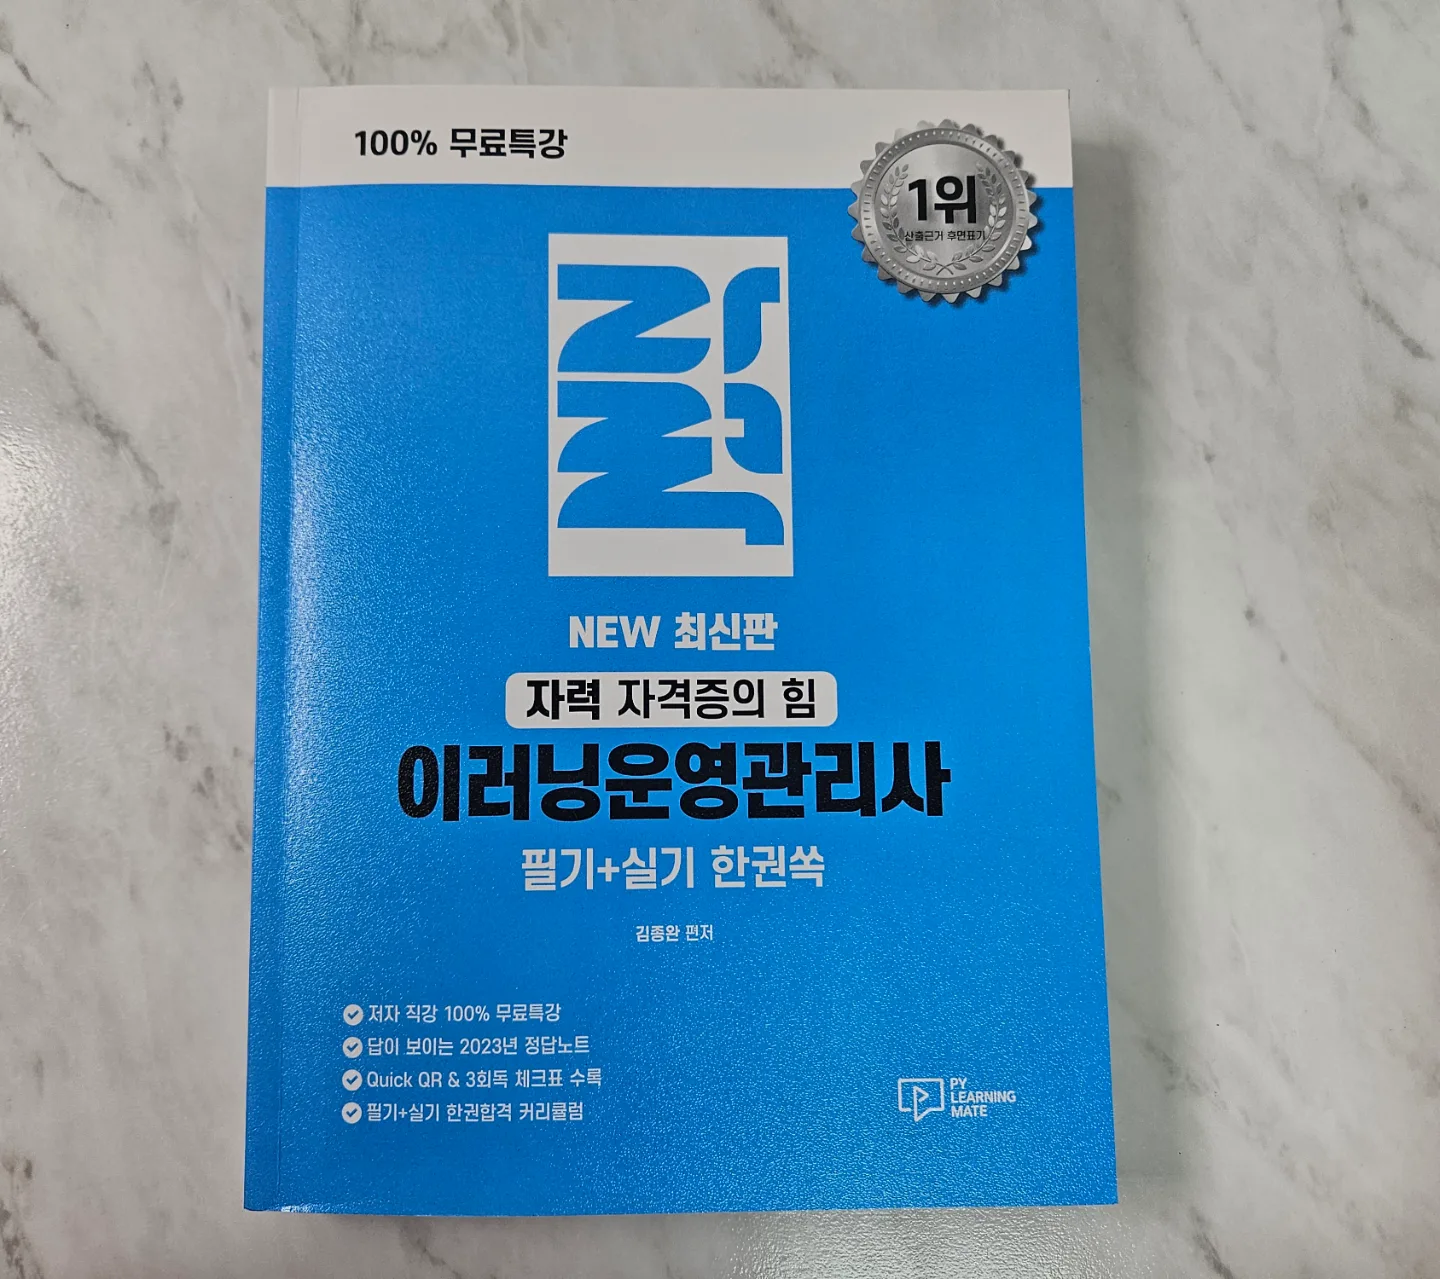 100% 무료특강
1위
산출근거 후면표기
자력
NEW 최신판
자력 자격증의 힘
이러닝운영관리사
필기+실기 한권쏙
김종완 편저
저자 직강 100% 무료특강
답이 보이는 2023년 정답노트
Quick QR & 3회독 체크표 수록
필기+실기 한권합격 커리큘럼
PY
LEARNING
MATE